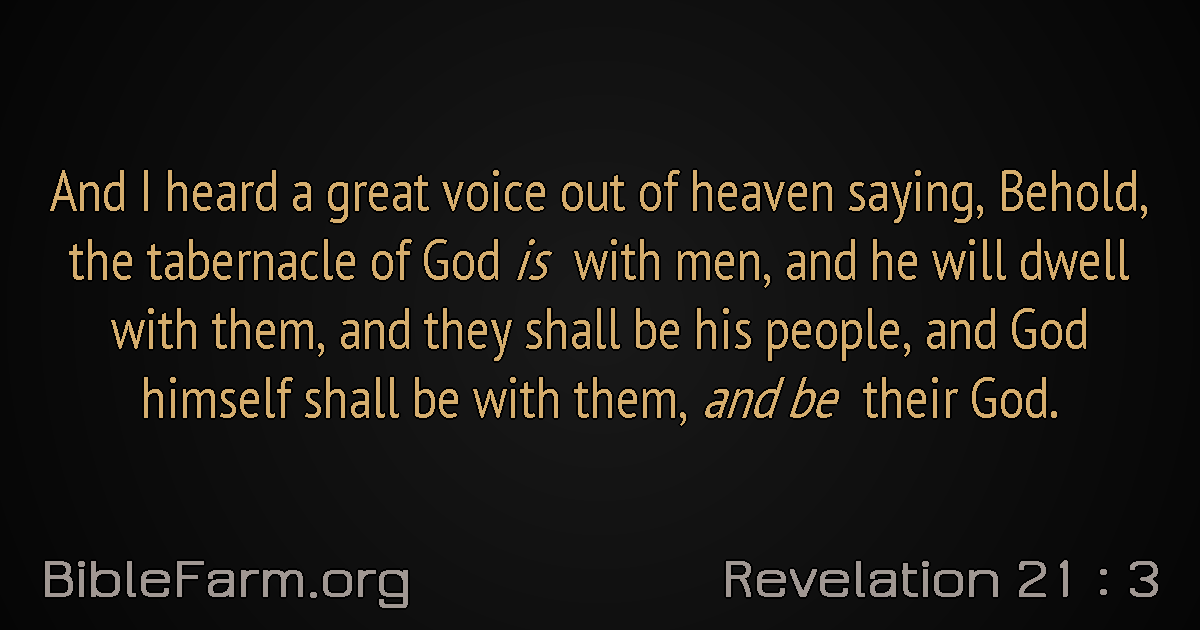 And I heard a great voice out of heaven saying, Behold,
the tabernacle of God is with men, and he will dwell
with them, and they shall be his people, and God
himself shall be with them, and be their God.
BibleFarm.org
Revelation 21 : 3